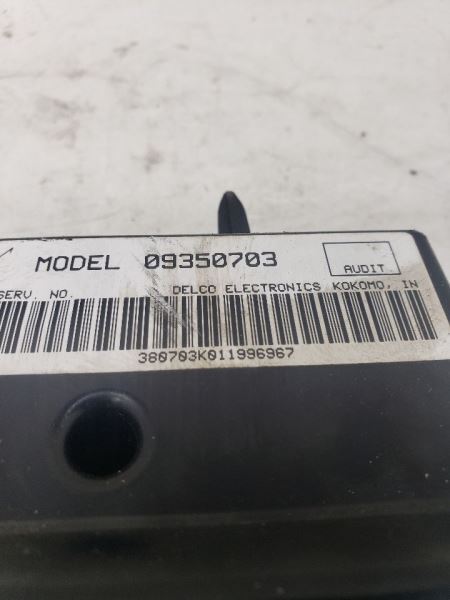 MODEL 09350703
AUDIT
SERV. NO. DELCO ELECTRONICS, KOKOMO, IN
380703K011996967